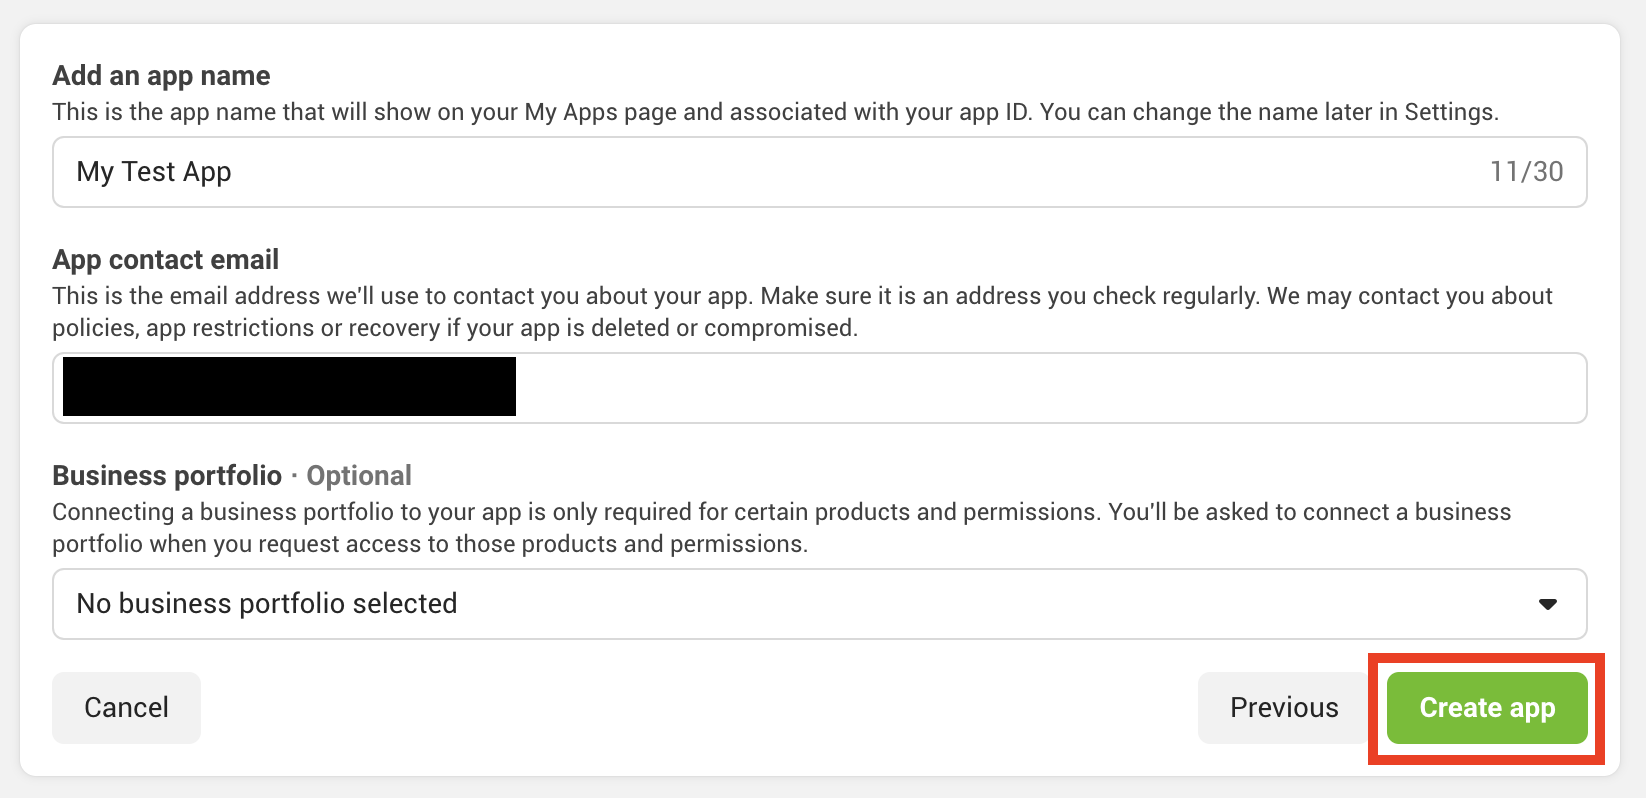 Add an app name
This is the app name that will show on your My Apps page and associated with your app ID. You can change the name later in Settings.
My Test App 11/30
App contact email
This is the email address we'll use to contact you about your app. Make sure it is an address you check regularly. We may contact you about
policies, app restrictions or recovery if your app is deleted or compromised.
Business portfolio · Optional
Connecting a business portfolio to your app is only required for certain products and permissions. You'll be asked to connect a business
portfolio when you request access to those products and permissions.
No business portfolio selected
Cancel Previous Create app